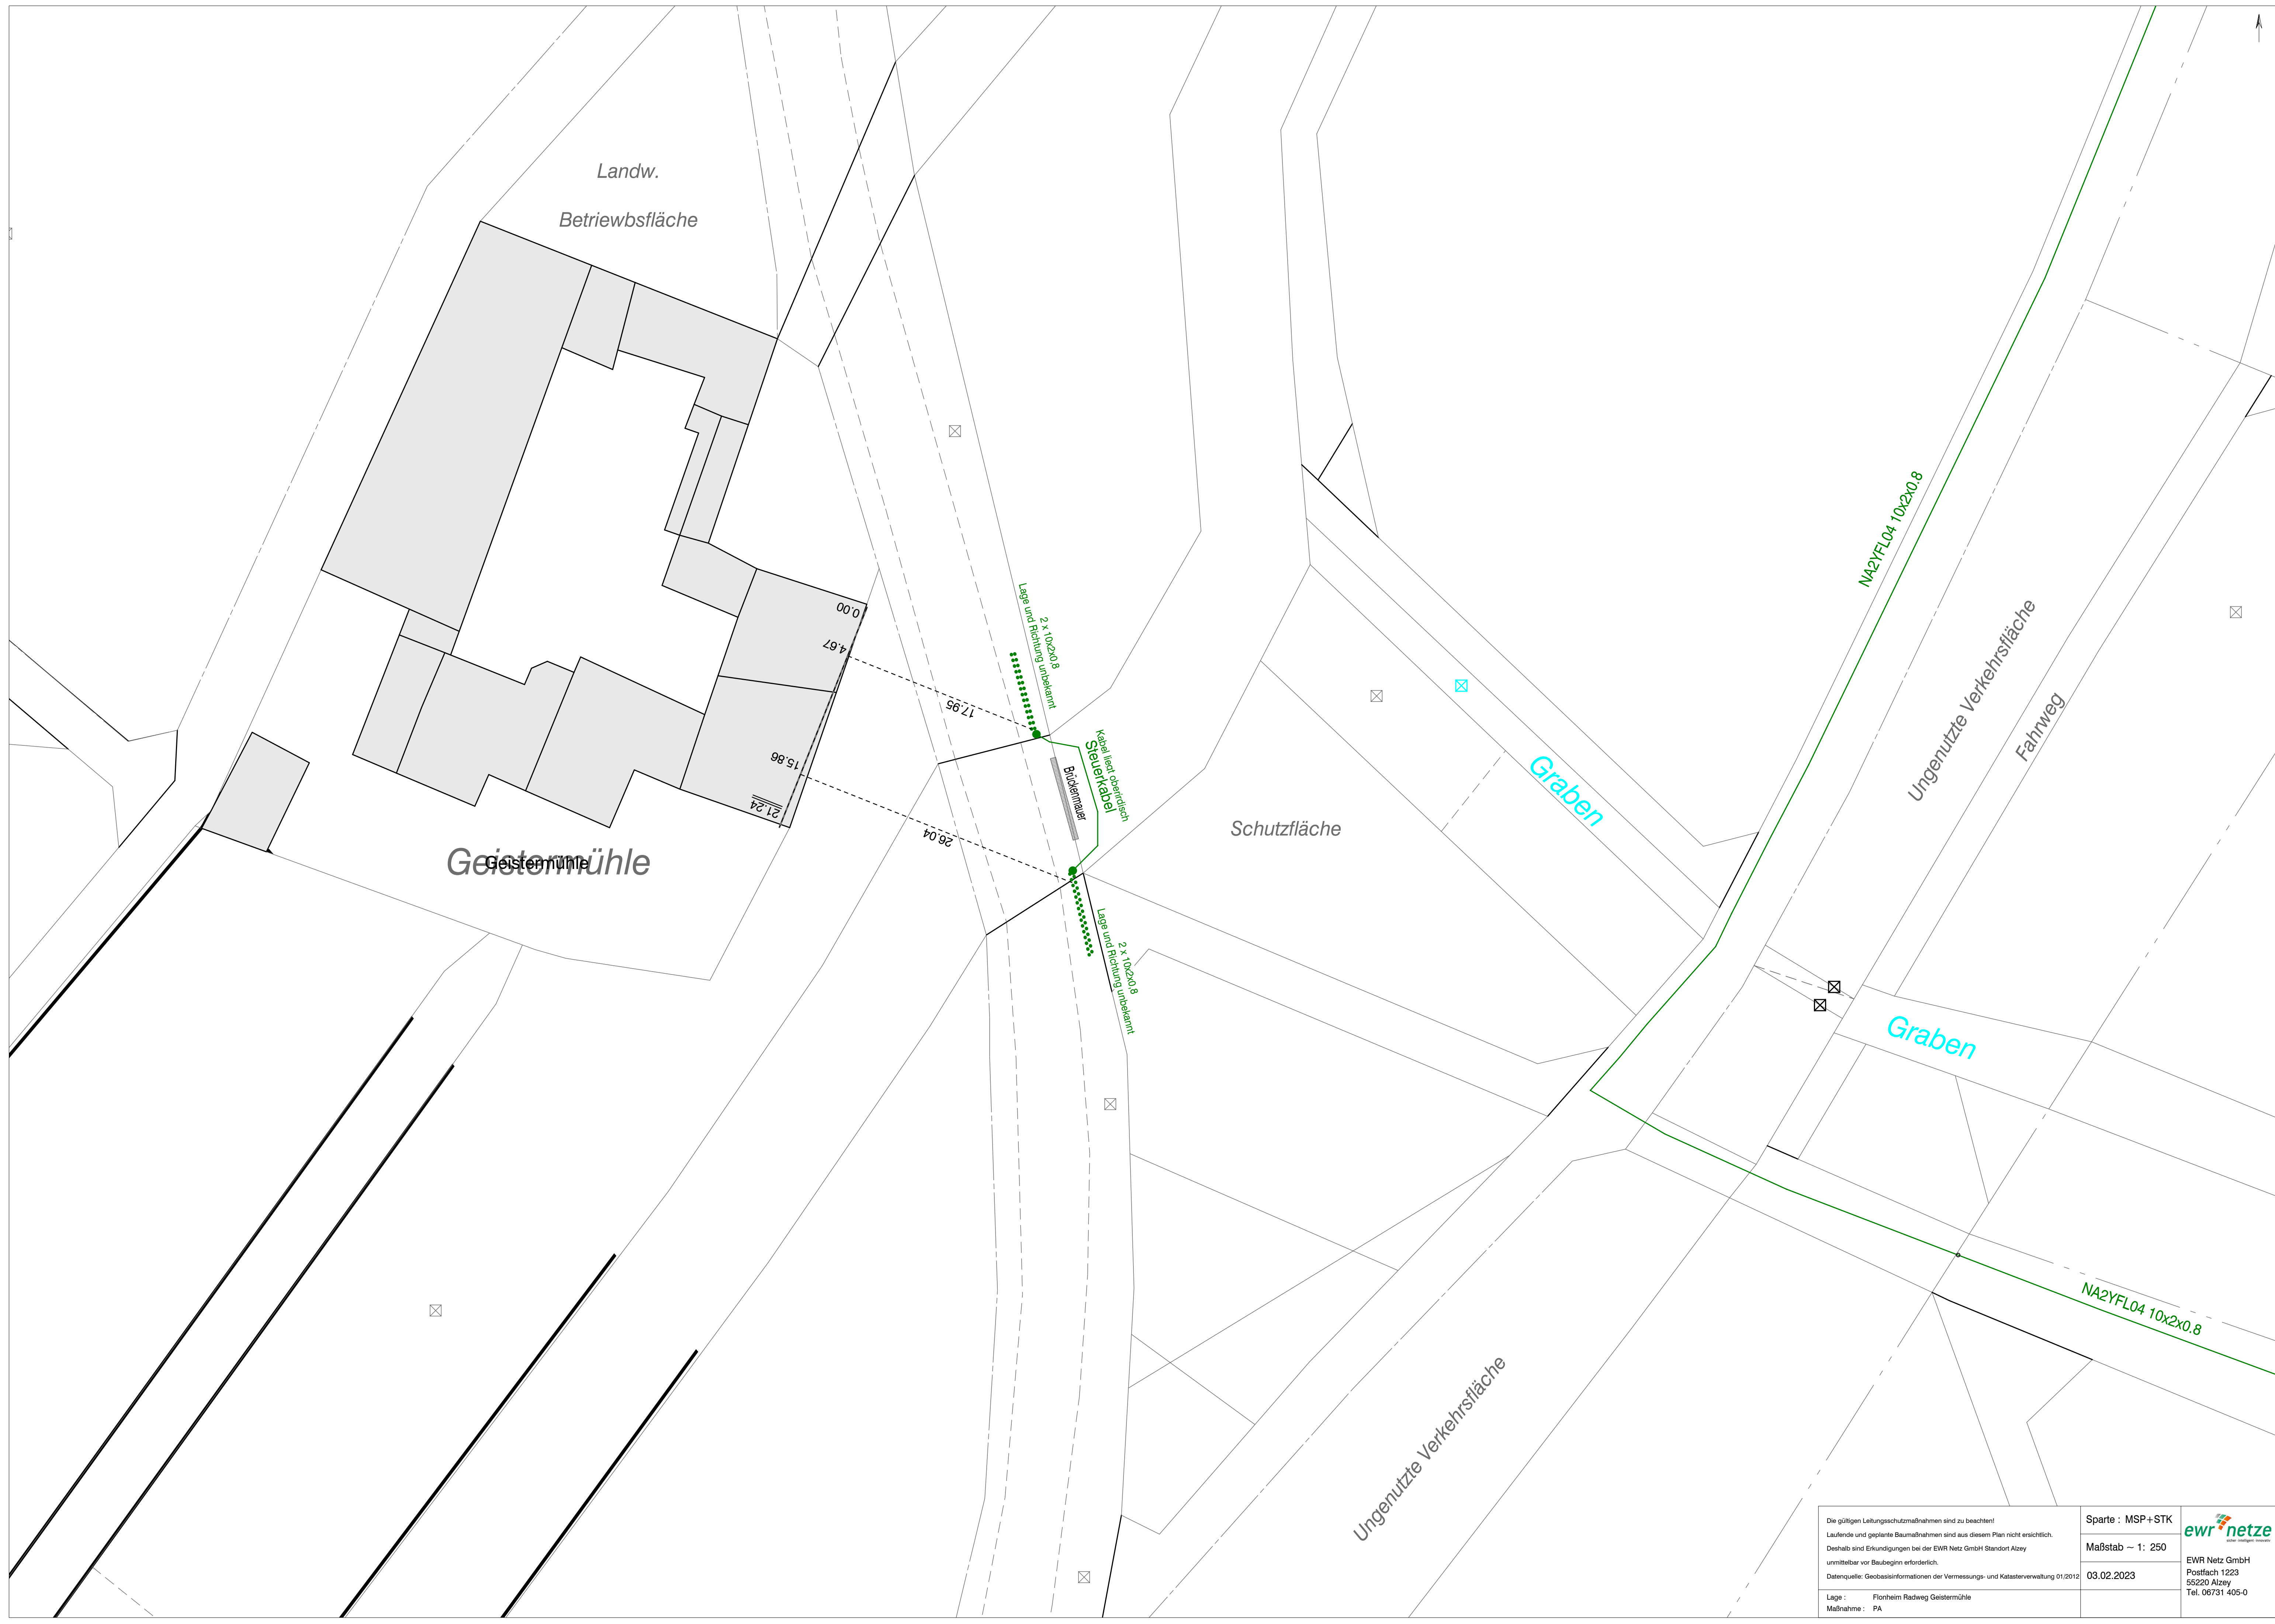 Landw.
Betriewbsfläche
NA2YFL04 10x2x0.8
Ungenutzte Verkehrsfläche
Fahrweg
0.00
4.67
17.95
15.86
21.24
26.04
2 x 10x2x0,8
Lage und Richtung unbekannt
Kabel liegt oberirdisch
Steuerkabel
Brückenmauer
Graben
Schutzfläche
Geistermühle
Geistermühle
2 x 10x2x0,8
Lage und Richtung unbekannt
Graben
NA2YFL04 10x2x0.8
Ungenutzte Verkehrsfläche
Die gültigen Leitungsschutzmaßnahmen sind zu beachten!
Laufende und geplante Baumaßnahmen sind aus diesem Plan nicht ersichtlich.
Deshalb sind Erkundigungen bei der EWR Netz GmbH Standort Alzey
unmittelbar vor Baubeginn erforderlich.
Datenquelle: Geobasisinformationen der Vermessungs- und Katasterverwaltung 01/2012
Lage : Flonheim Radweg Geistermühle
Maßnahme : PA
Sparte : MSP+STK
Maßstab ~ 1: 250
03.02.2023
ewr netze
sicher intelligent innovativ
EWR Netz GmbH
Postfach 1223
55220 Alzey
Tel. 06731 405-0